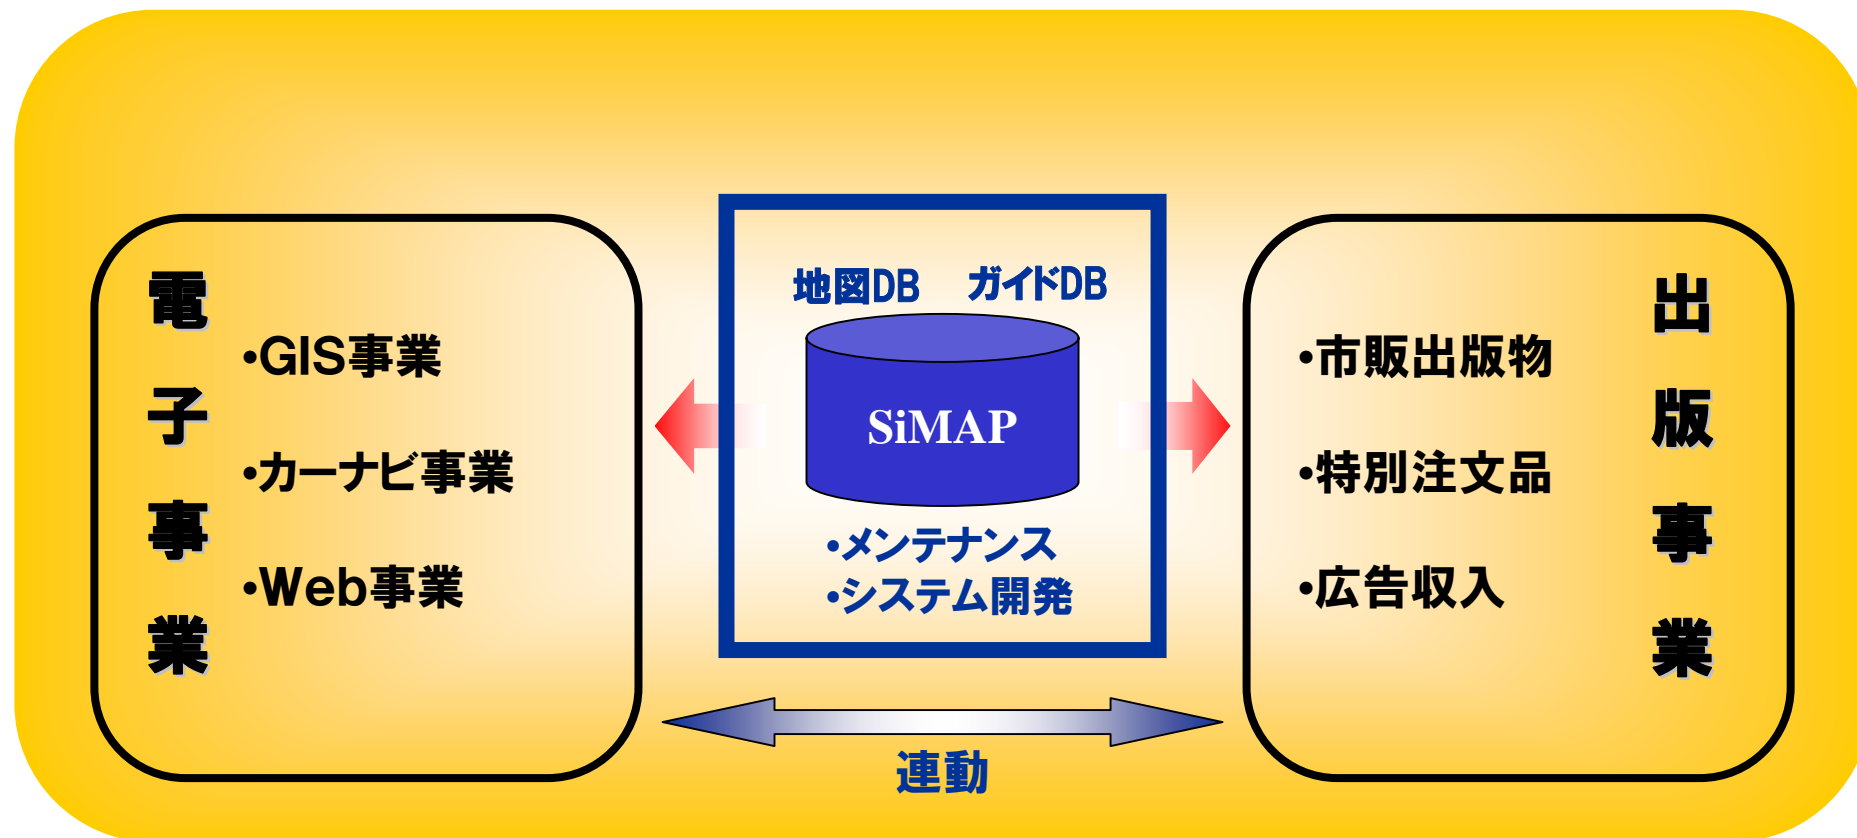 電子事業
・GIS事業
・カーナビ事業
・Web事業
地図DB ガイドDB
SiMAP
・メンテナンス
・システム開発
連動
出版事業
・市販出版物
・特別注文品
・広告収入